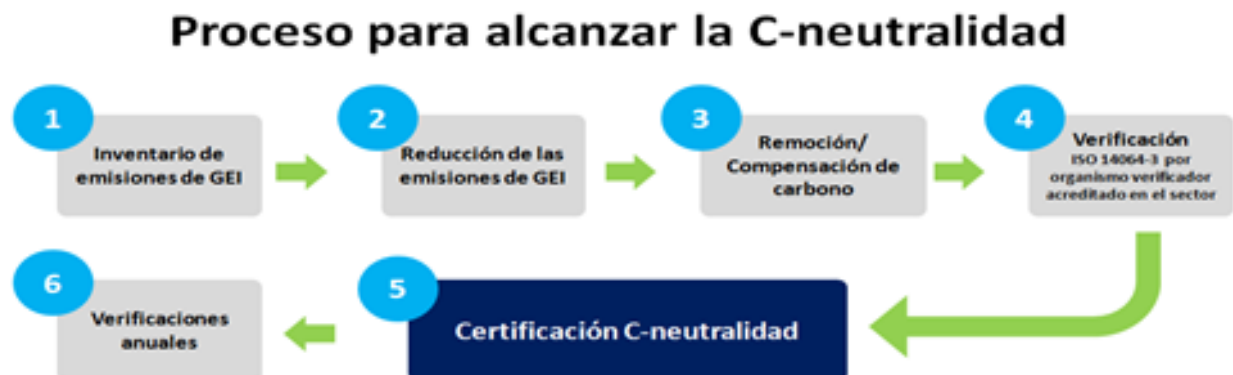 Proceso para alcanzar la C-neutralidad
1
Inventario de
emisiones de GEI
2
Reducción de las
emisiones de GEI
3
Remoción/
Compensación de
carbono
4
Verificación
ISO 14064-3 por
organismo verificador
acreditado en el sector
5
Certificación C-neutralidad
6
Verificaciones
anuales